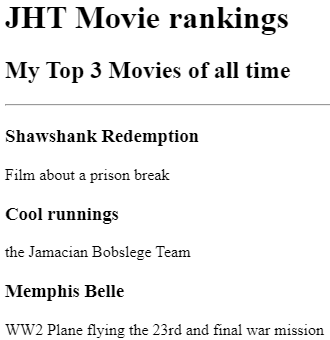 JHT Movie rankings
My Top 3 Movies of all time
Shawshank Redemption
Film about a prison break
Cool runnings
the Jamacian Bobslege Team
Memphis Belle
WW2 Plane flying the 23rd and final war mission